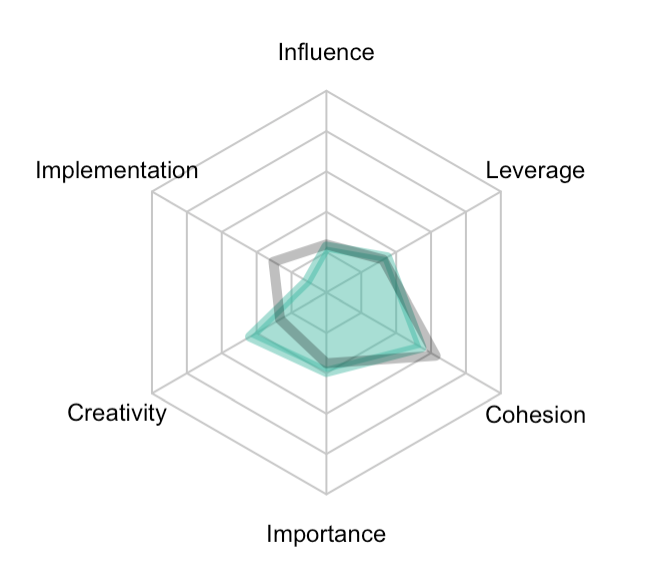 Influence
Implementation
Leverage
Creativity
Cohesion
Importance